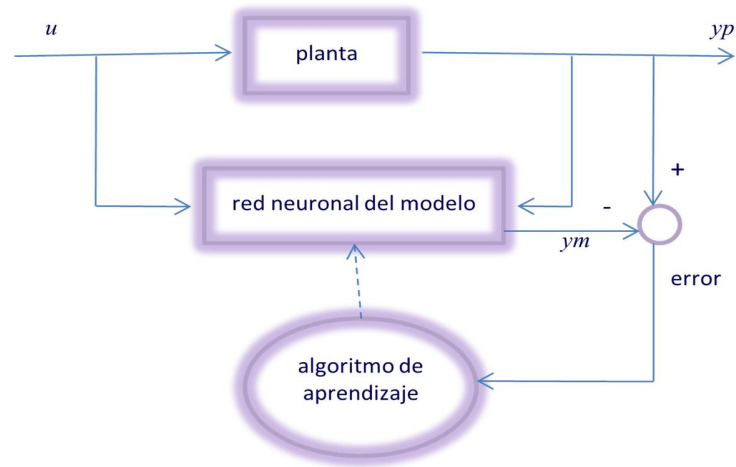 u
yp
planta
+
red neuronal del modelo
-
ym
error
algoritmo de
aprendizaje